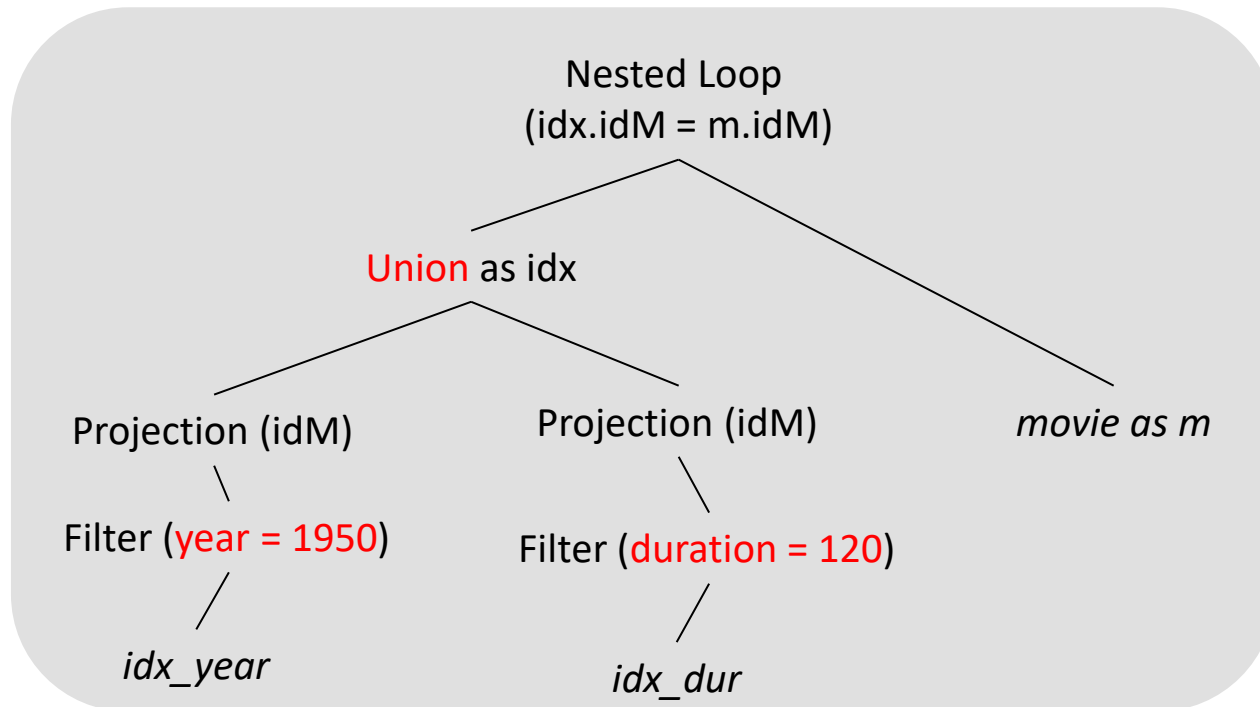 Nested Loop
(idx.idM = m.idM)
Union as idx
Projection (idM)
Projection (idM)
movie as m
Filter (year = 1950)
Filter (duration = 120)
idx_year
idx_dur